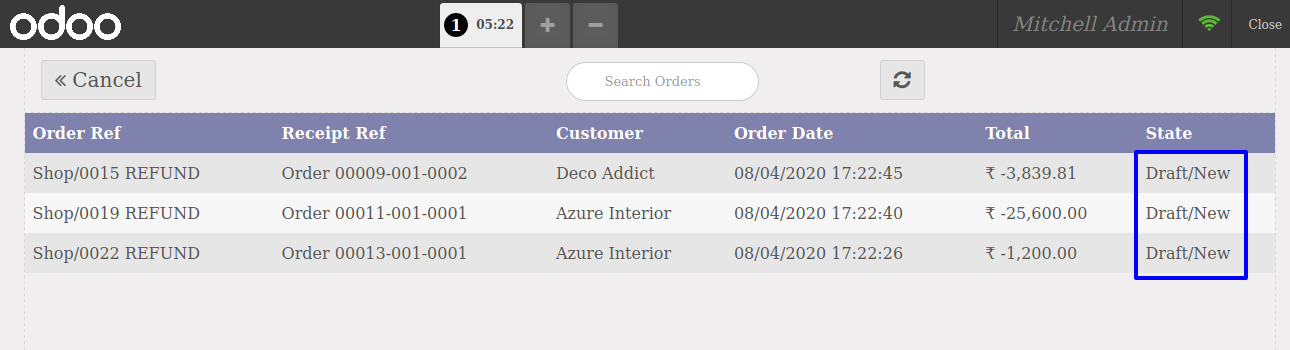 odoo 1 05:22 + − Mitchell Admin Close
« Cancel Search Orders
Order Ref Receipt Ref Customer Order Date Total State
Shop/0015 REFUND Order 00009-001-0002 Deco Addict 08/04/2020 17:22:45 ₹ -3,839.81 Draft/New
Shop/0019 REFUND Order 00011-001-0001 Azure Interior 08/04/2020 17:22:40 ₹ -25,600.00 Draft/New
Shop/0022 REFUND Order 00013-001-0001 Azure Interior 08/04/2020 17:22:26 ₹ -1,200.00 Draft/New